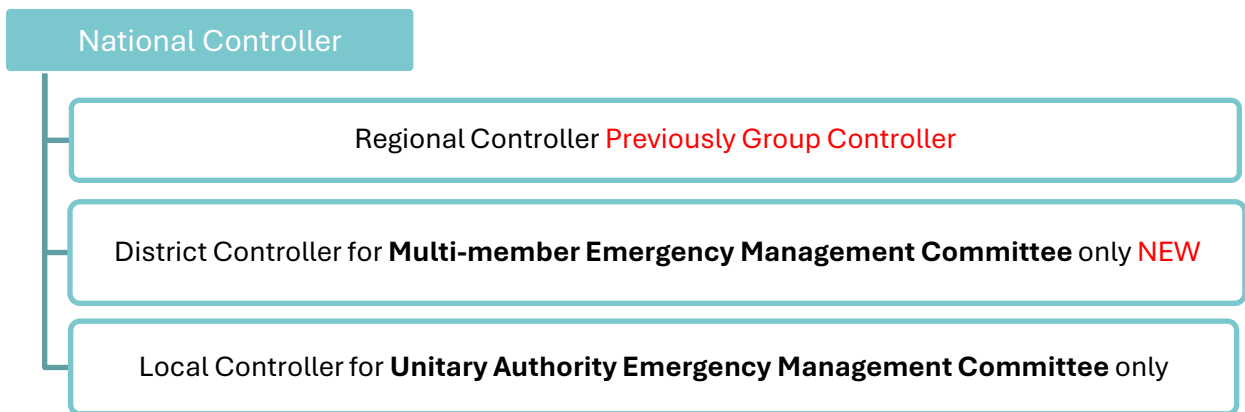 National Controller
Regional Controller Previously Group Controller
District Controller for Multi-member Emergency Management Committee only NEW
Local Controller for Unitary Authority Emergency Management Committee only